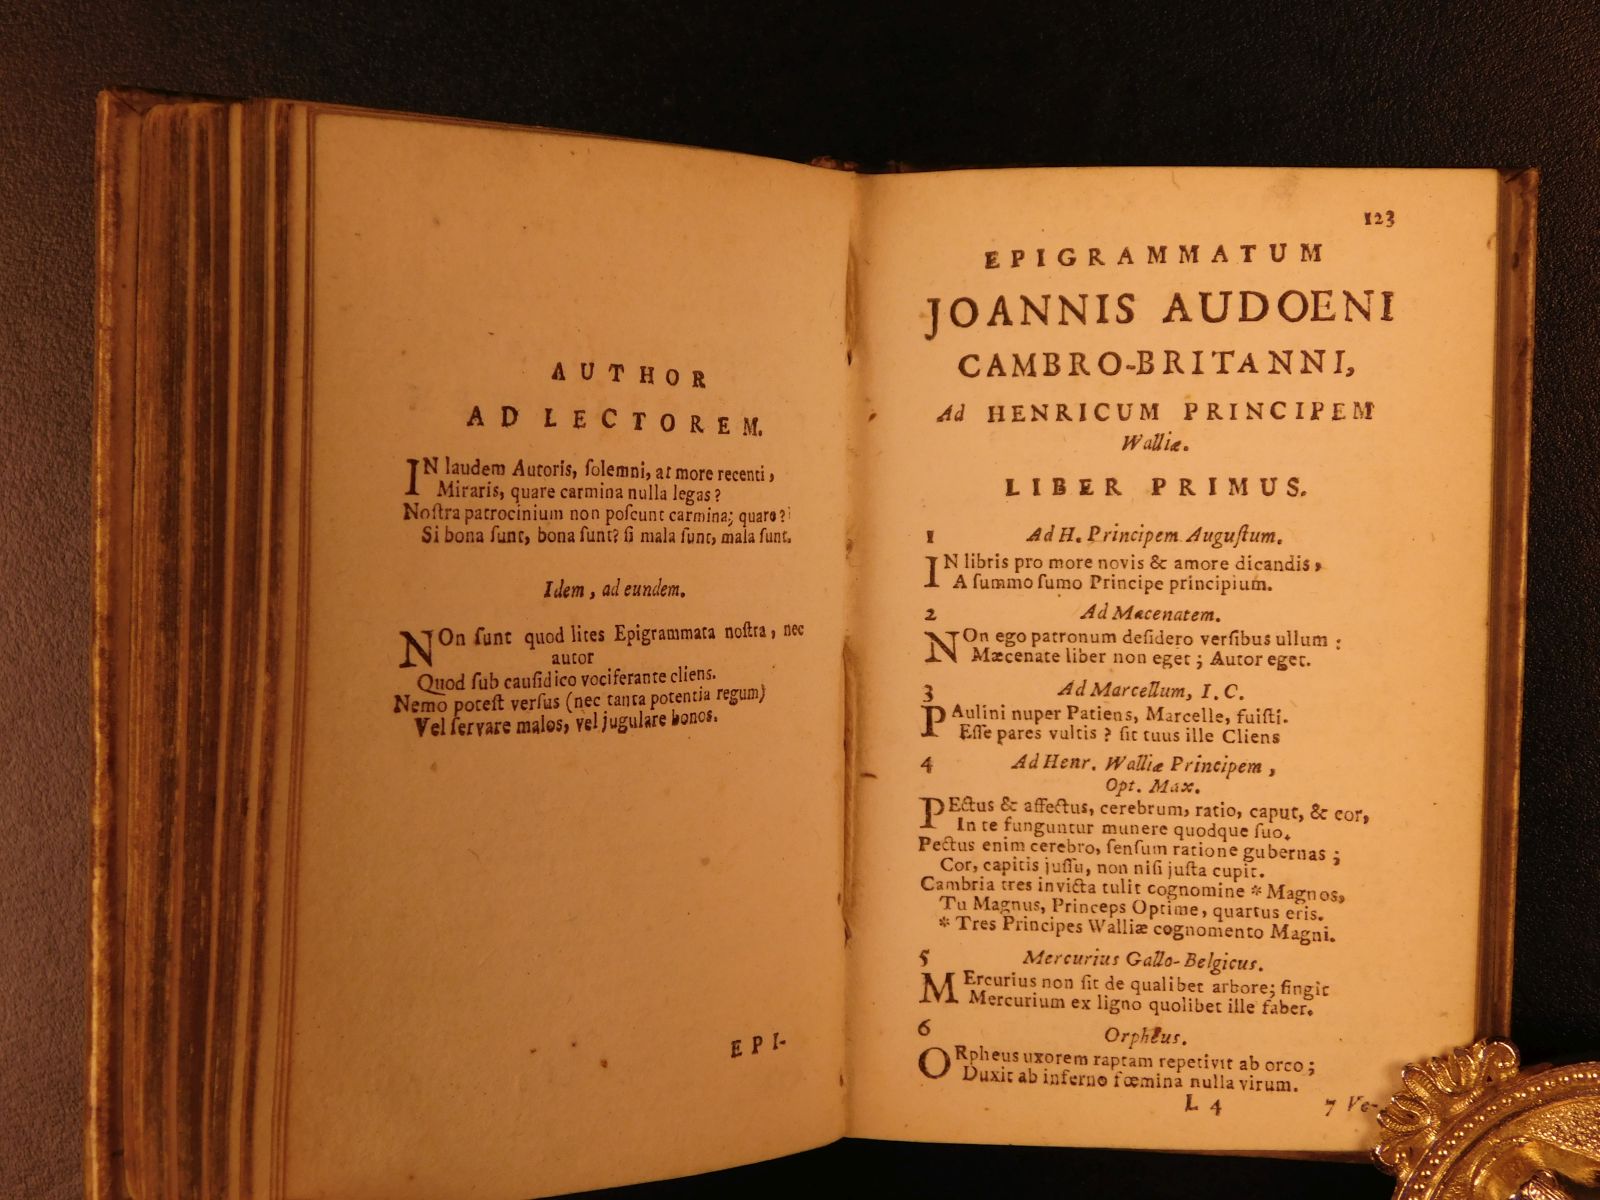 AUTHOR
AD LECTOREM.
IN laudem Autoris, ſolemni, at more recenti,
Miraris, quare carmina nulla legas?
Noſtra patrocinium non poſcunt carmina; quare?
Si bona ſunt, bona ſunt? ſi mala ſunt, mala ſunt.
Idem, ad eundem.
NOn ſunt quod lites Epigrammata noſtra, nec
autor
Quod ſub cauſidico vociferante cliens.
Nemo poteſt verſus (nec tanta potentia regum)
Vel ſervare malos, vel jugulare bonos.
EPI-
123
EPIGRAMMATUM
JOANNIS AUDOENI
CAMBRO-BRITANNI,
Ad HENRICUM PRINCIPEM
Walliæ.
LIBER PRIMUS.
1 Ad H. Principem Auguſtum.
IN libris pro more novis & amore dicandis,
A ſummo ſumo Principe principium.
2 Ad Mæcenatem.
NOn ego patronum deſidero verſibus ullum:
Mæcenate liber non eget; Autor eget.
3 Ad Marcellum, I. C.
PAulini nuper Patiens, Marcelle, fuiſti.
Eſſe pares vultis? ſit tuus ille Cliens
4 Ad Henr. Walliæ Principem,
Opt. Max.
PEctus & affectus, cerebrum, ratio, caput, & cor,
In te funguntur munere quodque ſuo.
Pectus enim cerebro, ſenſum ratione gubernas;
Cor, capitis juſſu, non niſi juſta cupit.
Cambria tres invicta tulit cognomine * Magnos,
Tu Magnus, Princeps Optime, quartus eris.
* Tres Principes Walliæ cognomento Magni.
5 Mercurius Gallo-Belgicus.
MErcurius non ſit de qualibet arbore; fingit
Mercurium ex ligno quolibet ille faber.
6 Orpheus.
ORpheus uxorem raptam repetivit ab orco;
Duxit ab inferno fœmina nulla virum.
L 4 7 Ve-